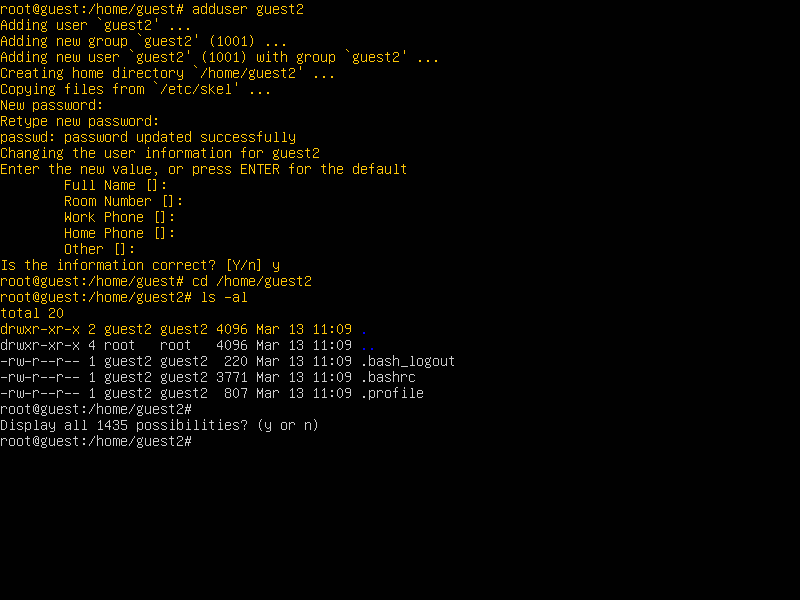 root@guest:/home/guest# adduser guest2
Adding user `guest2' ...
Adding new group `guest2' (1001) ...
Adding new user `guest2' (1001) with group `guest2' ...
Creating home directory `/home/guest2' ...
Copying files from `/etc/skel' ...
New password:
Retype new password:
passwd: password updated successfully
Changing the user information for guest2
Enter the new value, or press ENTER for the default
        Full Name []:
        Room Number []:
        Work Phone []:
        Home Phone []:
        Other []:
Is the information correct? [Y/n] y
root@guest:/home/guest# cd /home/guest2
root@guest:/home/guest2# ls -al
total 20
drwxr-xr-x 2 guest2 guest2 4096 Mar 13 11:09 .
drwxr-xr-x 4 root   root   4096 Mar 13 11:09 ..
-rw-r--r-- 1 guest2 guest2  220 Mar 13 11:09 .bash_logout
-rw-r--r-- 1 guest2 guest2 3771 Mar 13 11:09 .bashrc
-rw-r--r-- 1 guest2 guest2  807 Mar 13 11:09 .profile
root@guest:/home/guest2#
Display all 1435 possibilities? (y or n)
root@guest:/home/guest2#